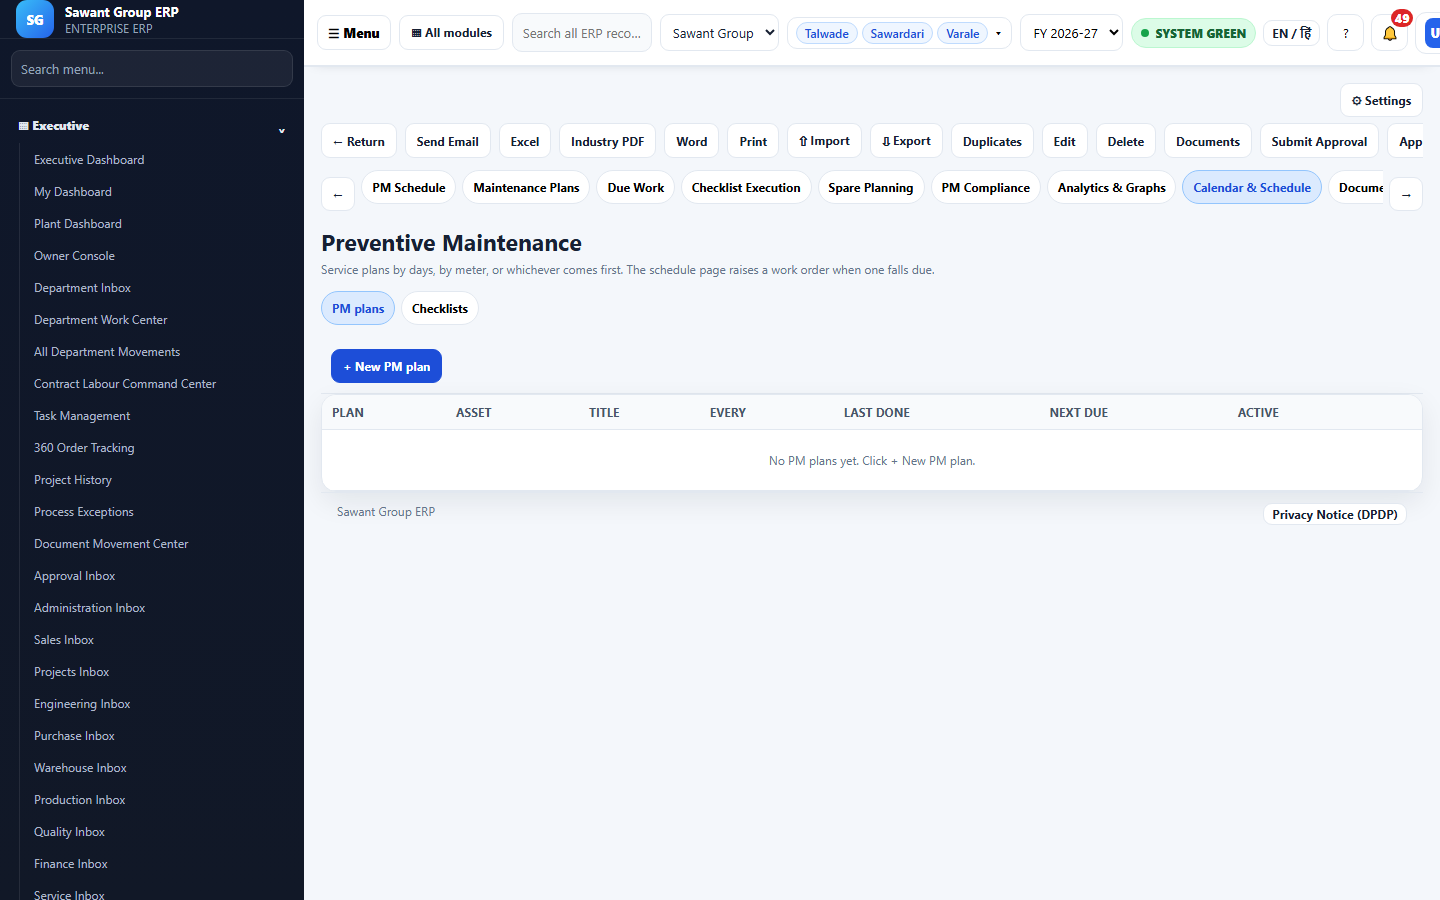 SG
Sawant Group ERP
ENTERPRISE ERP
Search menu...
Executive
Executive Dashboard
My Dashboard
Plant Dashboard
Owner Console
Department Inbox
Department Work Center
All Department Movements
Contract Labour Command Center
Task Management
360 Order Tracking
Project History
Process Exceptions
Document Movement Center
Approval Inbox
Administration Inbox
Sales Inbox
Projects Inbox
Engineering Inbox
Purchase Inbox
Warehouse Inbox
Production Inbox
Quality Inbox
Finance Inbox
Service Inbox
☰ Menu All modules Search all ERP reco... Sawant Group Talwade Sawardari Varale FY 2026-27 SYSTEM GREEN EN / हिं ? 49 U
⚙ Settings
← Return Send Email Excel Industry PDF Word Print ⇧ Import ⇩ Export Duplicates Edit Delete Documents Submit Approval App
← PM Schedule Maintenance Plans Due Work Checklist Execution Spare Planning PM Compliance Analytics & Graphs Calendar & Schedule Docume →
Preventive Maintenance
Service plans by days, by meter, or whichever comes first. The schedule page raises a work order when one falls due.
PM plans Checklists
+ New PM plan
PLAN ASSET TITLE EVERY LAST DONE NEXT DUE ACTIVE
No PM plans yet. Click + New PM plan.
Sawant Group ERP Privacy Notice (DPDP)